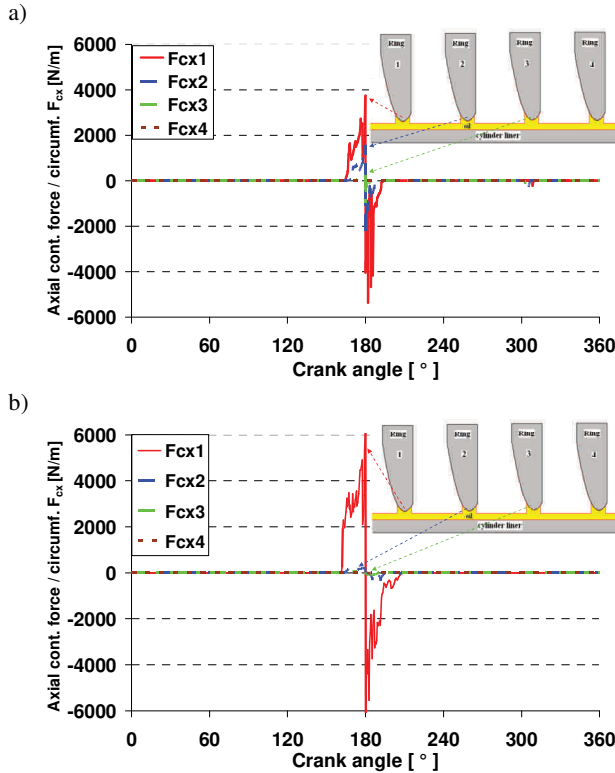 a)
Axial cont. force / circumf. Fcx [N/m]
6000
4000
2000
0
-2000
-4000
-6000
Fcx1
Fcx2
Fcx3
Fcx4
Ring
1
Ring
2
Ring
3
Ring
4
oil
cylinder liner
0
60
120
180
240
300
360
Crank angle [ ° ]
b)
Axial cont. force / circumf. Fcx [N/m]
6000
4000
2000
0
-2000
-4000
-6000
Fcx1
Fcx2
Fcx3
Fcx4
Ring
1
Ring
2
Ring
3
Ring
4
oil
cylinder liner
0
60
120
180
240
300
360
Crank angle [ ° ]